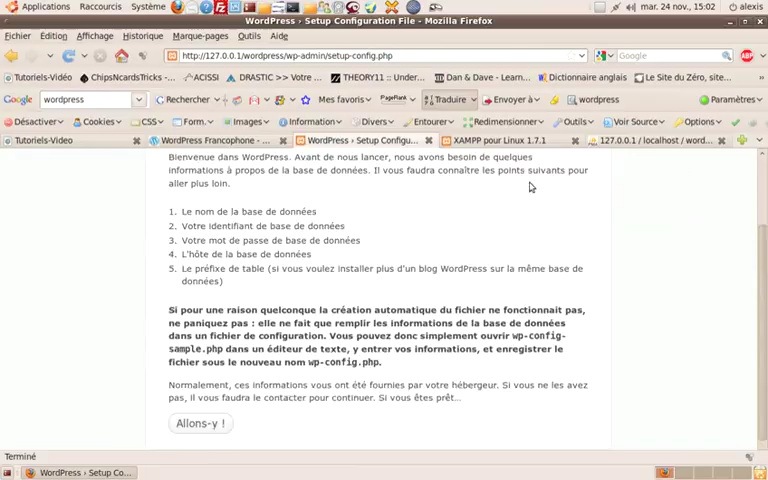 Applications Raccourcis Système mar. 24 nov., 15:02 alexis
WordPress › Setup Configuration File - Mozilla Firefox
Fichier Édition Affichage Historique Marque-pages Outils Aide
http://127.0.0.1/wordpress/wp-admin/setup-config.php Google ABP
Tutoriels-Vidéo ChipsNcardsTricks -... ACISSI DRASTIC >> Votre ... THEORY11 :: Under... Dan & Dave - Learn... Dictionnaire anglais Le Site du Zéro, site...
Google wordpress Rechercher Mes favoris PageRank Traduire Envoyer à wordpress Paramètres
Désactiver Cookies CSS Form. Images Information Divers Entourer Redimensionner Outils Voir Source Options
Tutoriels-Video WordPress Francophone - ... WordPress › Setup Configu... XAMPP pour Linux 1.7.1 127.0.0.1 / localhost / word...
Bienvenue dans WordPress. Avant de nous lancer, nous avons besoin de quelques
informations à propos de la base de données. Il vous faudra connaître les points suivants pour
aller plus loin.
1. Le nom de la base de données
2. Votre identifiant de base de données
3. Votre mot de passe de base de données
4. L'hôte de la base de données
5. Le préfixe de table (si vous voulez installer plus d'un blog WordPress sur la même base de
données)
Si pour une raison quelconque la création automatique du fichier ne fonctionnait pas,
ne paniquez pas : elle ne fait que remplir les informations de la base de données
dans un fichier de configuration. Vous pouvez donc simplement ouvrir wp-config-
sample.php dans un éditeur de texte, y entrer vos informations, et enregistrer le
fichier sous le nouveau nom wp-config.php.
Normalement, ces informations vous ont été fournies par votre hébergeur. Si vous ne les avez
pas, il vous faudra le contacter pour continuer. Si vous êtes prêt...
Allons-y !
Terminé
WordPress › Setup Co...